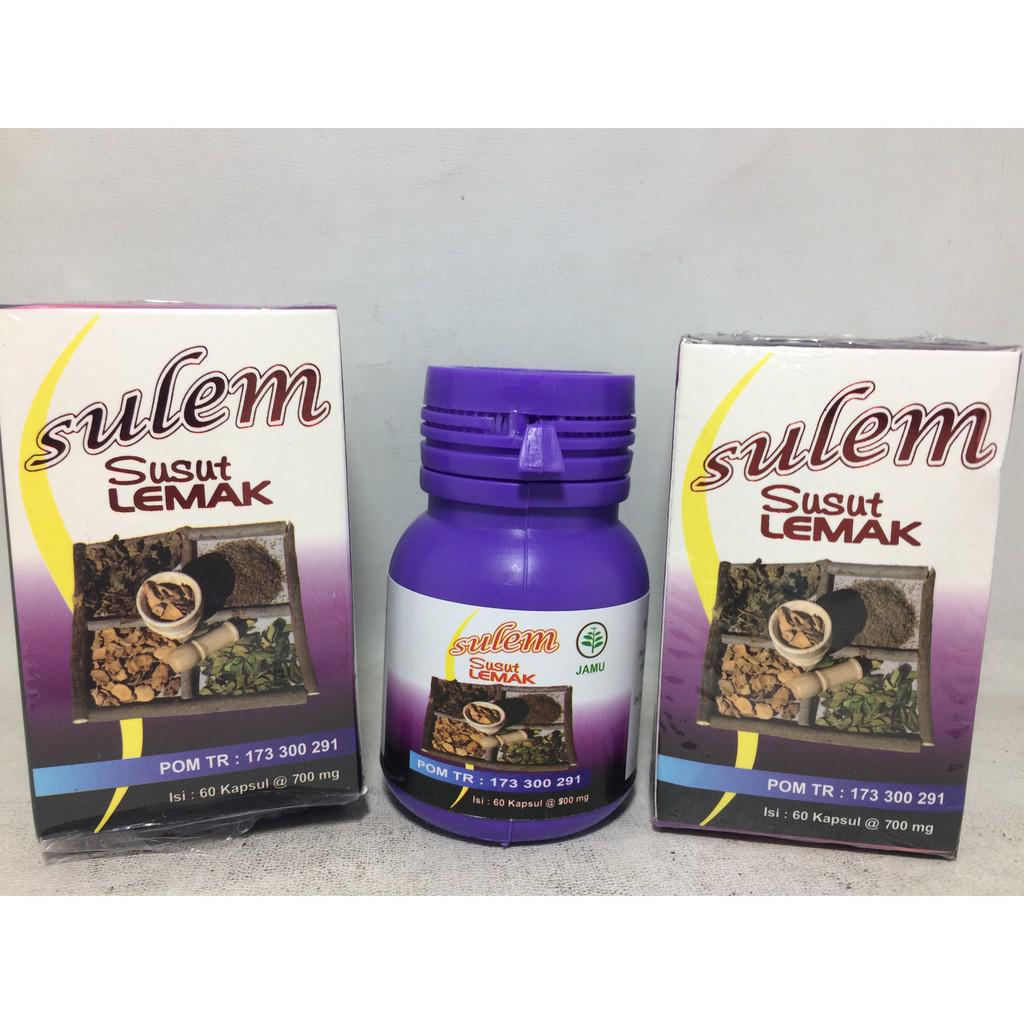 sulem
Susut
LEMAK
POM TR : 173 300 291
Isi : 60 Kapsul @ 700 mg
sulem
Susut
LEMAK
JAMU
POM TR : 173 300 291
Isi : 60 Kapsul @ 00 mg
sulem
Susut
LEMAK
POM TR : 173 300 291
Isi : 60 Kapsul @ 700 mg